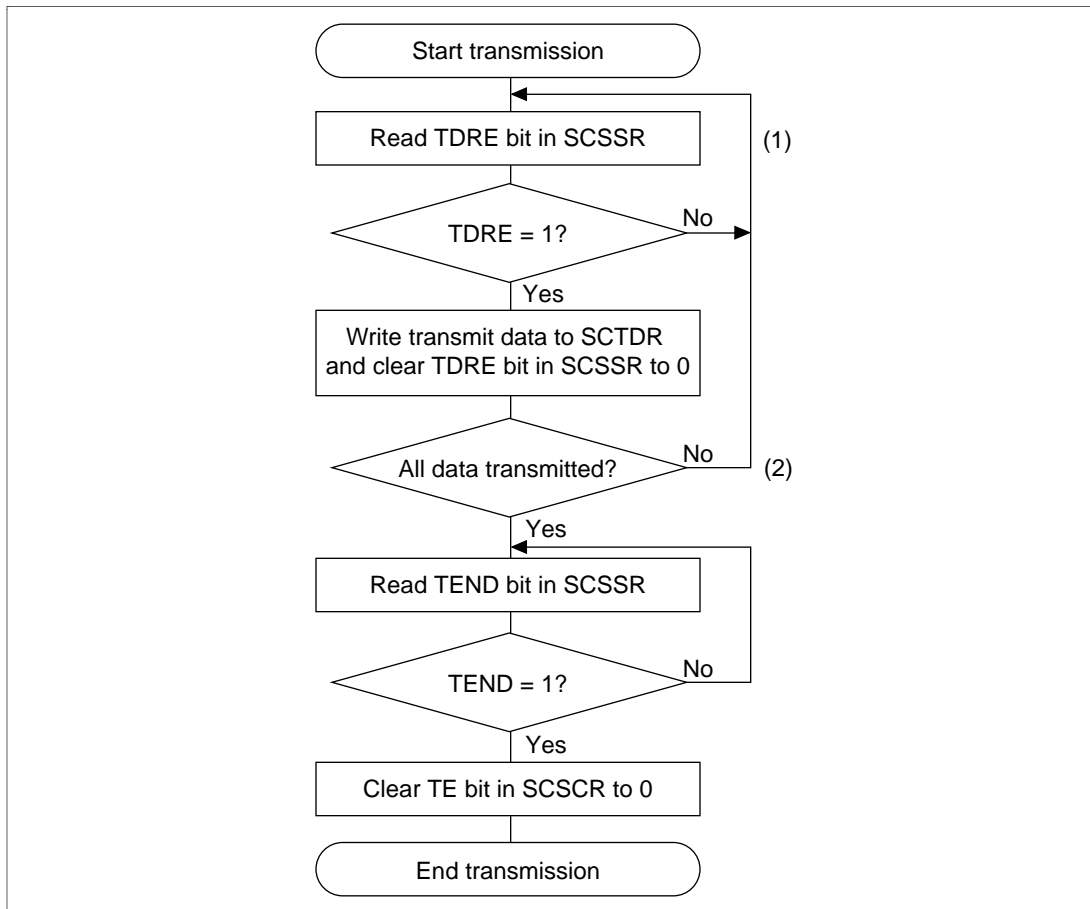 Start transmission
Read TDRE bit in SCSSR
(1)
TDRE = 1?
No
Yes
Write transmit data to SCTDR
and clear TDRE bit in SCSSR to 0
All data transmitted?
No
(2)
Yes
Read TEND bit in SCSSR
TEND = 1?
No
Yes
Clear TE bit in SCSCR to 0
End transmission